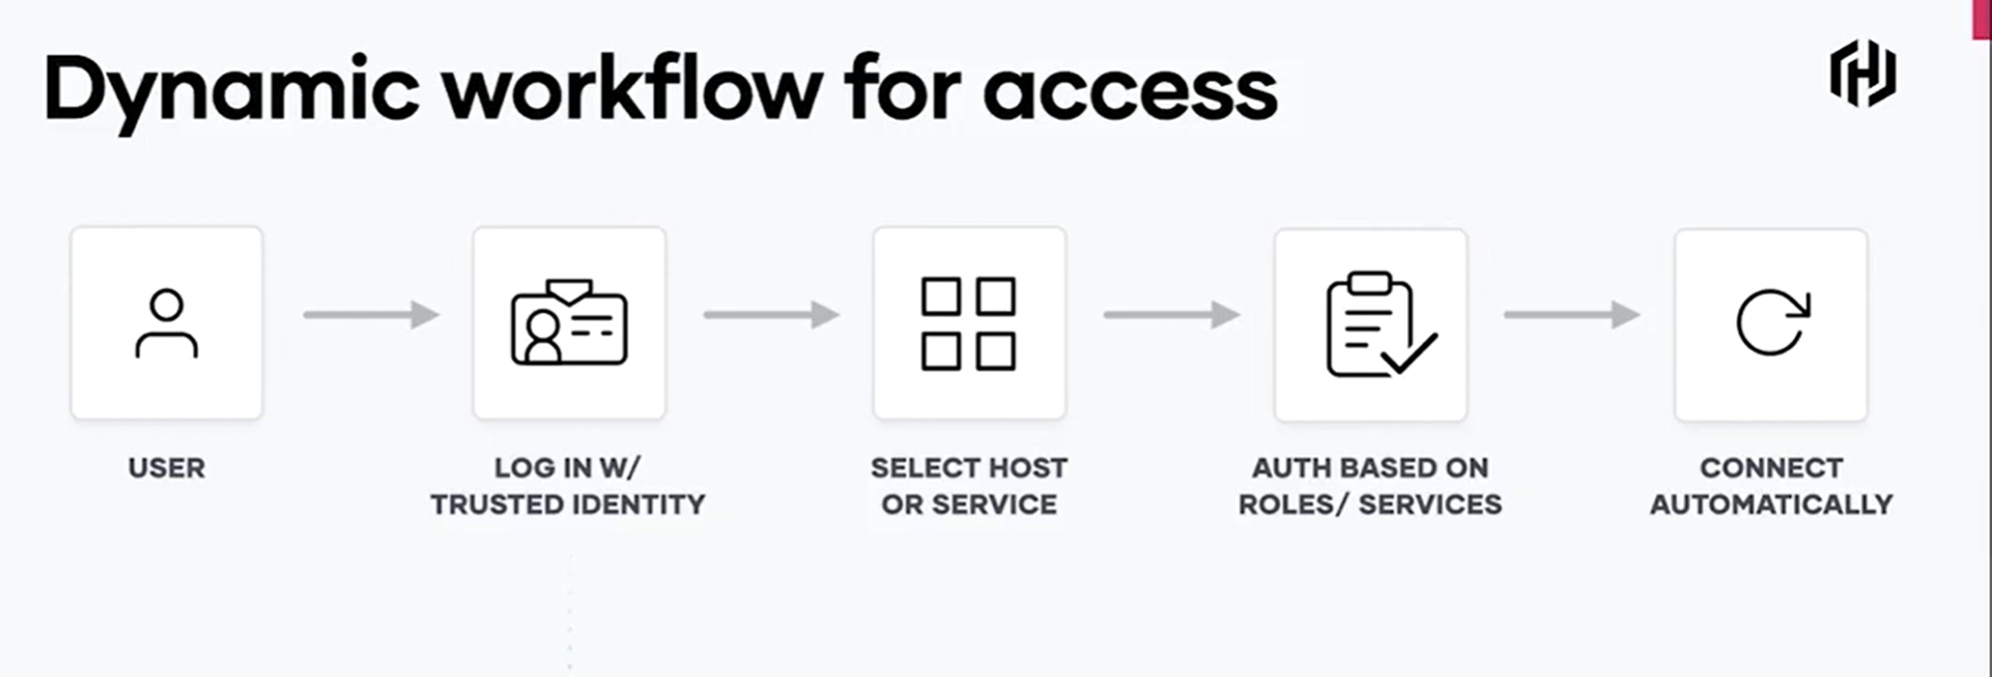 Dynamic workflow for access
USER
LOG IN W/
TRUSTED IDENTITY
SELECT HOST
OR SERVICE
AUTH BASED ON
ROLES/ SERVICES
CONNECT
AUTOMATICALLY